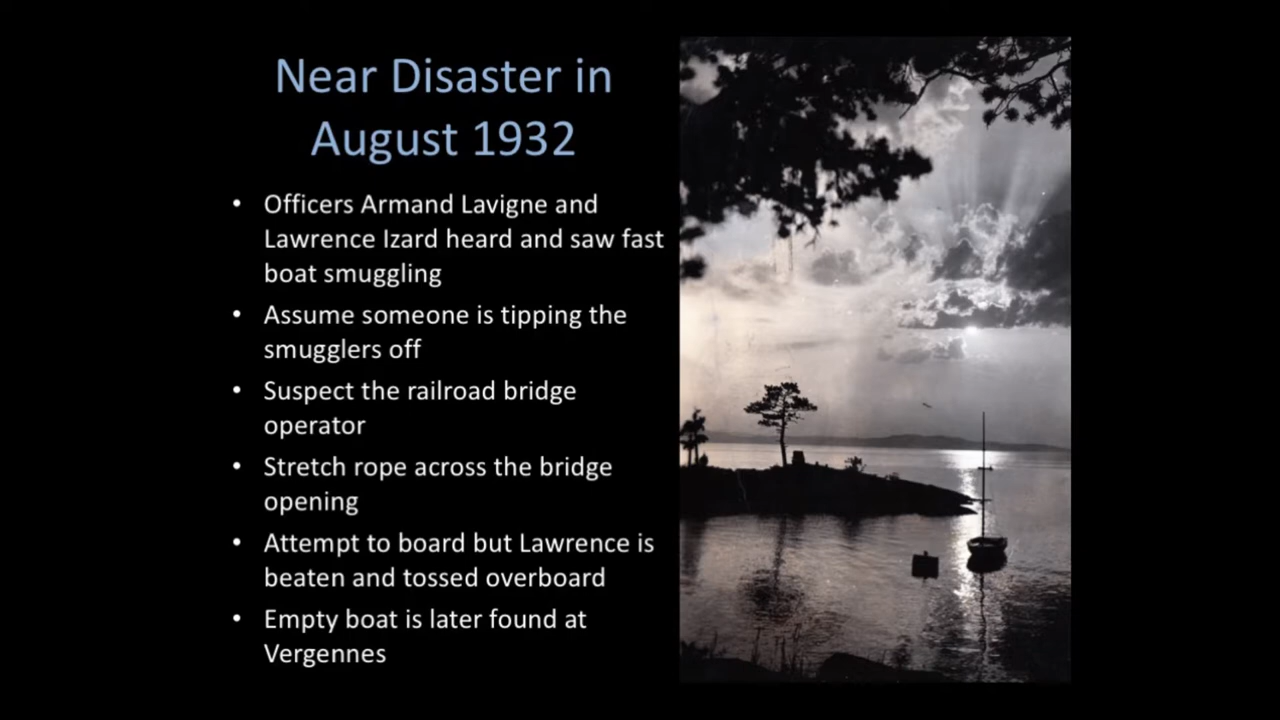 Near Disaster in
August 1932
• Officers Armand Lavigne and
Lawrence Izard heard and saw fast
boat smuggling
• Assume someone is tipping the
smugglers off
• Suspect the railroad bridge
operator
• Stretch rope across the bridge
opening
• Attempt to board but Lawrence is
beaten and tossed overboard
• Empty boat is later found at
Vergennes